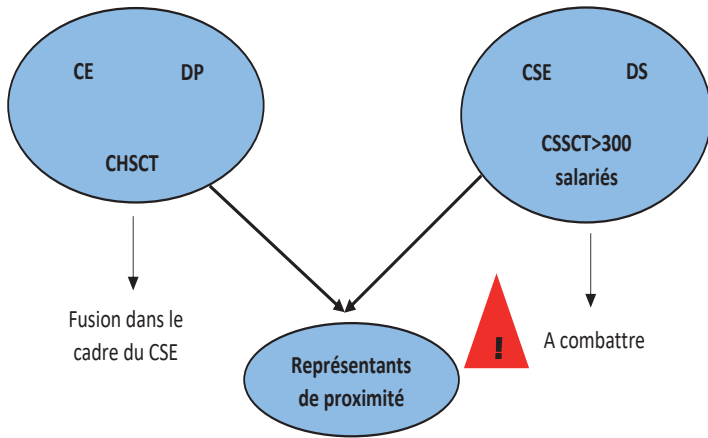 CE
DP
CHSCT
CSE
DS
CSSCT>300
salariés
Fusion dans le
cadre du CSE
!
A combattre
Représentants
de proximité